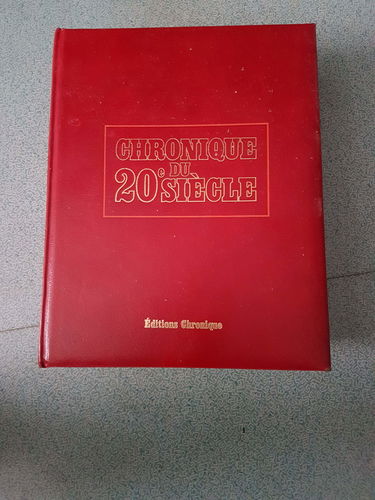 CHRONIQUE
DU
20e SIÈCLE
Éditions Chronique